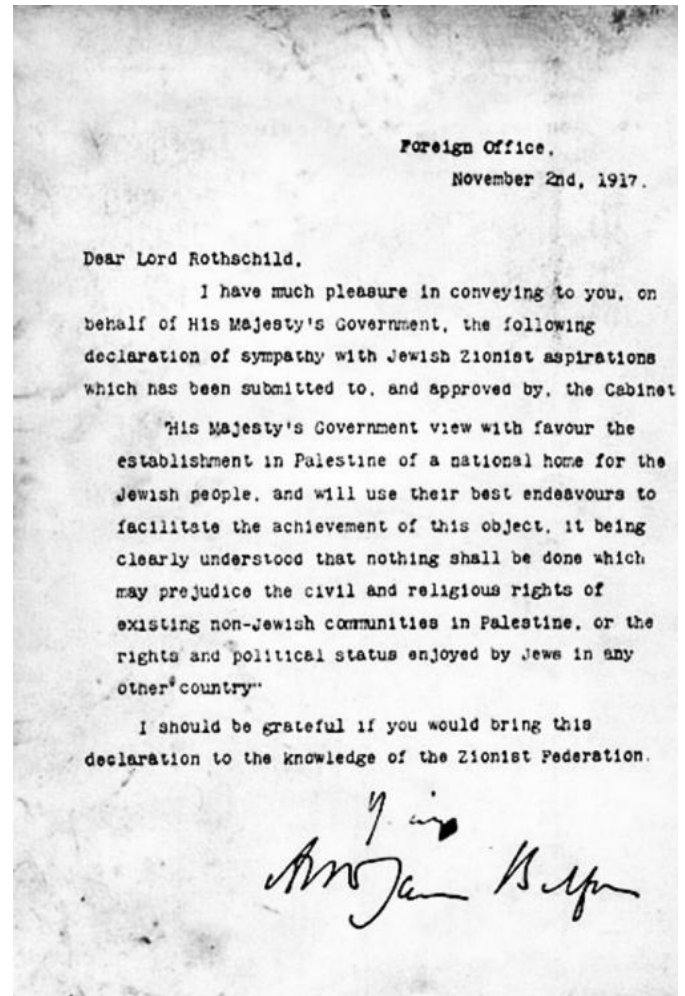 Foreign Office,
November 2nd, 1917.
Dear Lord Rothschild,
I have much pleasure in conveying to you, on
behalf of His Majesty's Government, the following
declaration of sympathy with Jewish Zionist aspirations
which has been submitted to, and approved by, the Cabinet
"His Majesty's Government view with favour the
establishment in Palestine of a national home for the
Jewish people, and will use their best endeavours to
facilitate the achievement of this object, it being
clearly understood that nothing shall be done which
may prejudice the civil and religious rights of
existing non-Jewish communities in Palestine, or the
rights and political status enjoyed by Jews in any
other country"
I should be grateful if you would bring this
declaration to the knowledge of the Zionist Federation.